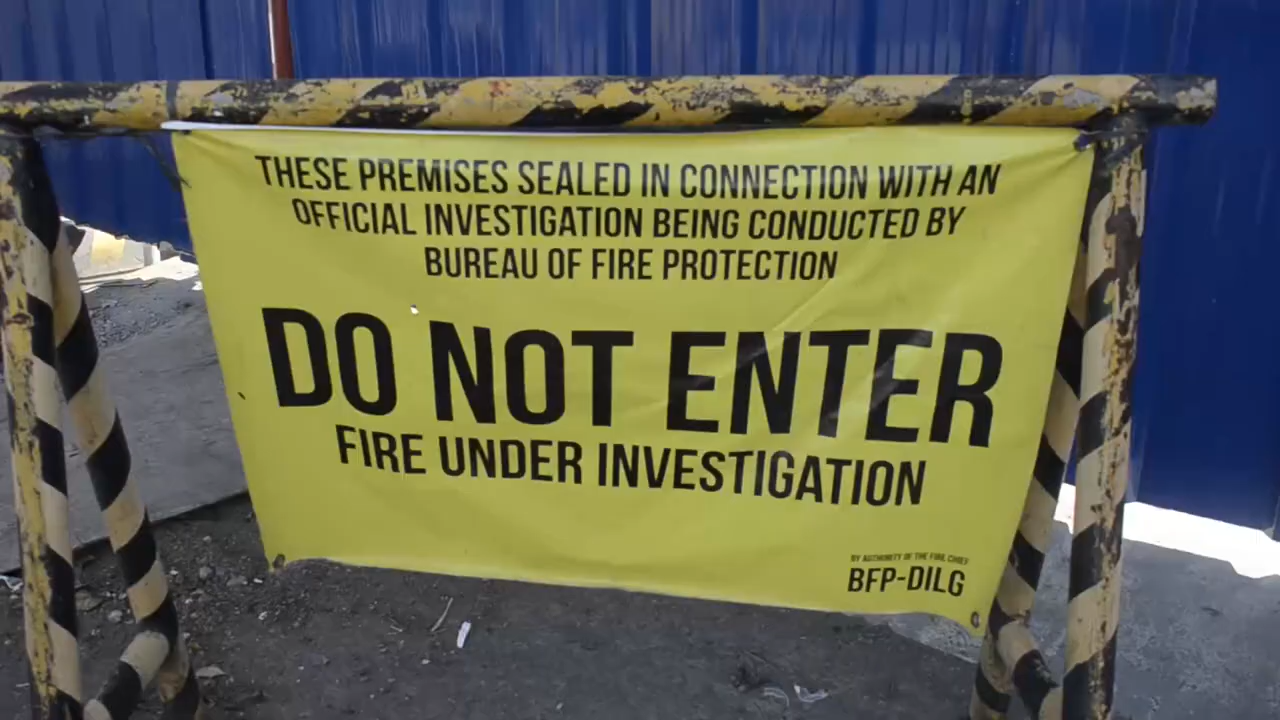 THESE PREMISES SEALED IN CONNECTION WITH AN
OFFICIAL INVESTIGATION BEING CONDUCTED BY
BUREAU OF FIRE PROTECTION
DO NOT ENTER
FIRE UNDER INVESTIGATION
BY AUTHORITY OF THE FIRE CHIEF
BFP-DILG